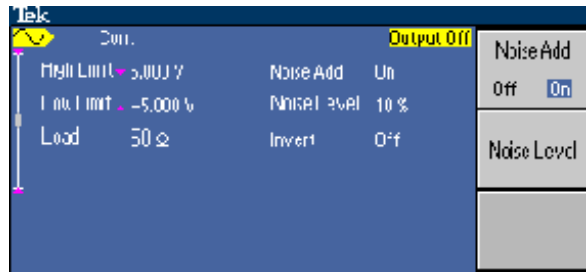 Tek
Output Off
High Limit 5.000 V Noise Add On
Low Limit -5.000 V Noise Level 10 %
Load 50 Ω Invert Off
Noise Add
Off On
Noise Level